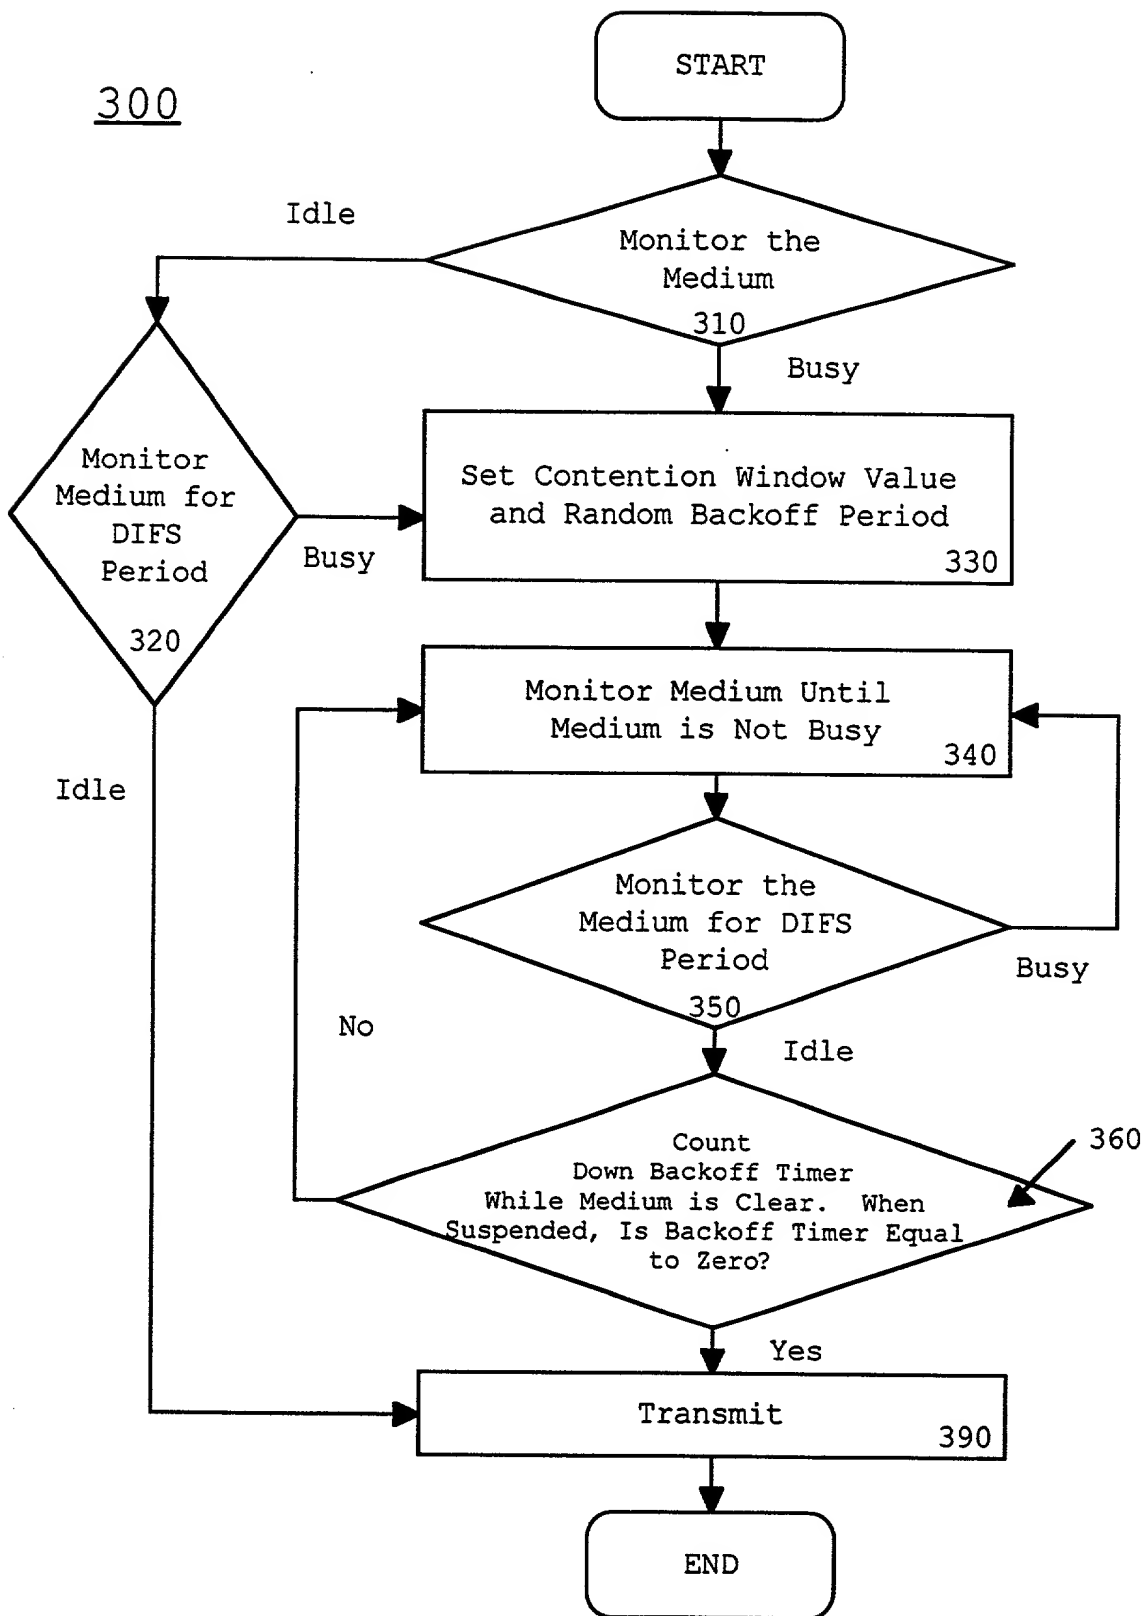 START
300
Idle
Monitor the
Medium
310
Busy
Monitor
Medium for
DIFS
Period
320
Busy
Set Contention Window Value
and Random Backoff Period
330
Monitor Medium Until
Medium is Not Busy
340
Idle
Monitor the
Medium for DIFS
Period
350
Busy
No
Idle
Count
Down Backoff Timer
While Medium is Clear. When
Suspended, Is Backoff Timer Equal
to Zero?
360
Yes
Transmit
390
END